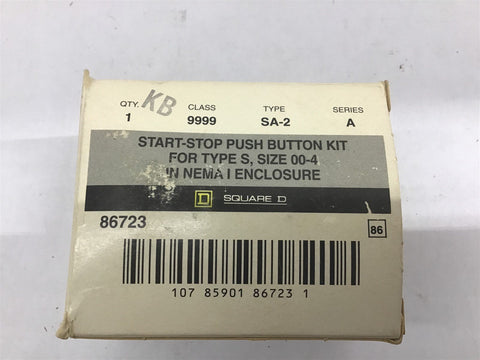 KB
QTY. CLASS TYPE SERIES
1 9999 SA-2 A
START-STOP PUSH BUTTON KIT
FOR TYPE S, SIZE 00-4
IN NEMA I ENCLOSURE
D SQUARE D
86723
86
107 85901 86723 1